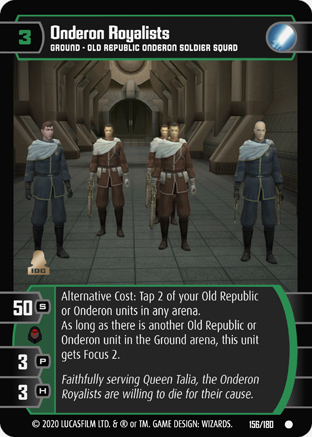 3
Onderon Royalists
GROUND - OLD REPUBLIC ONDERON SOLDIER SQUAD
IDC
50 S
3 P
3 H
Alternative Cost: Tap 2 of your Old Republic
or Onderon units in any arena.
As long as there is another Old Republic or
Onderon unit in the Ground arena, this unit
gets Focus 2.
Faithfully serving Queen Talia, the Onderon
Royalists are willing to die for their cause.
© 2020 LUCASFILM LTD. & ® or TM. GAME DESIGN: WIZARDS. 156/180